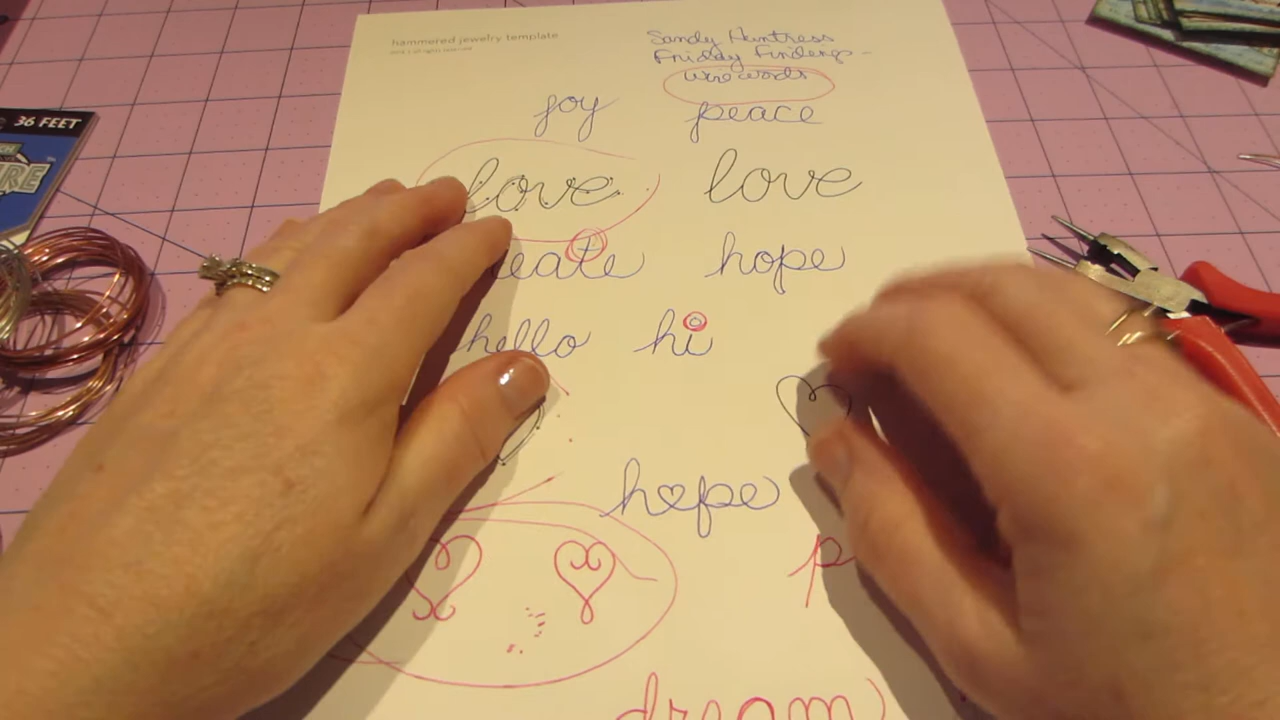 hammered jewelry template
Sandy Huntress
Friday Findings -
wire words
joy peace
love love
eate hope
hello hi
hope
p
dream
36 FEET